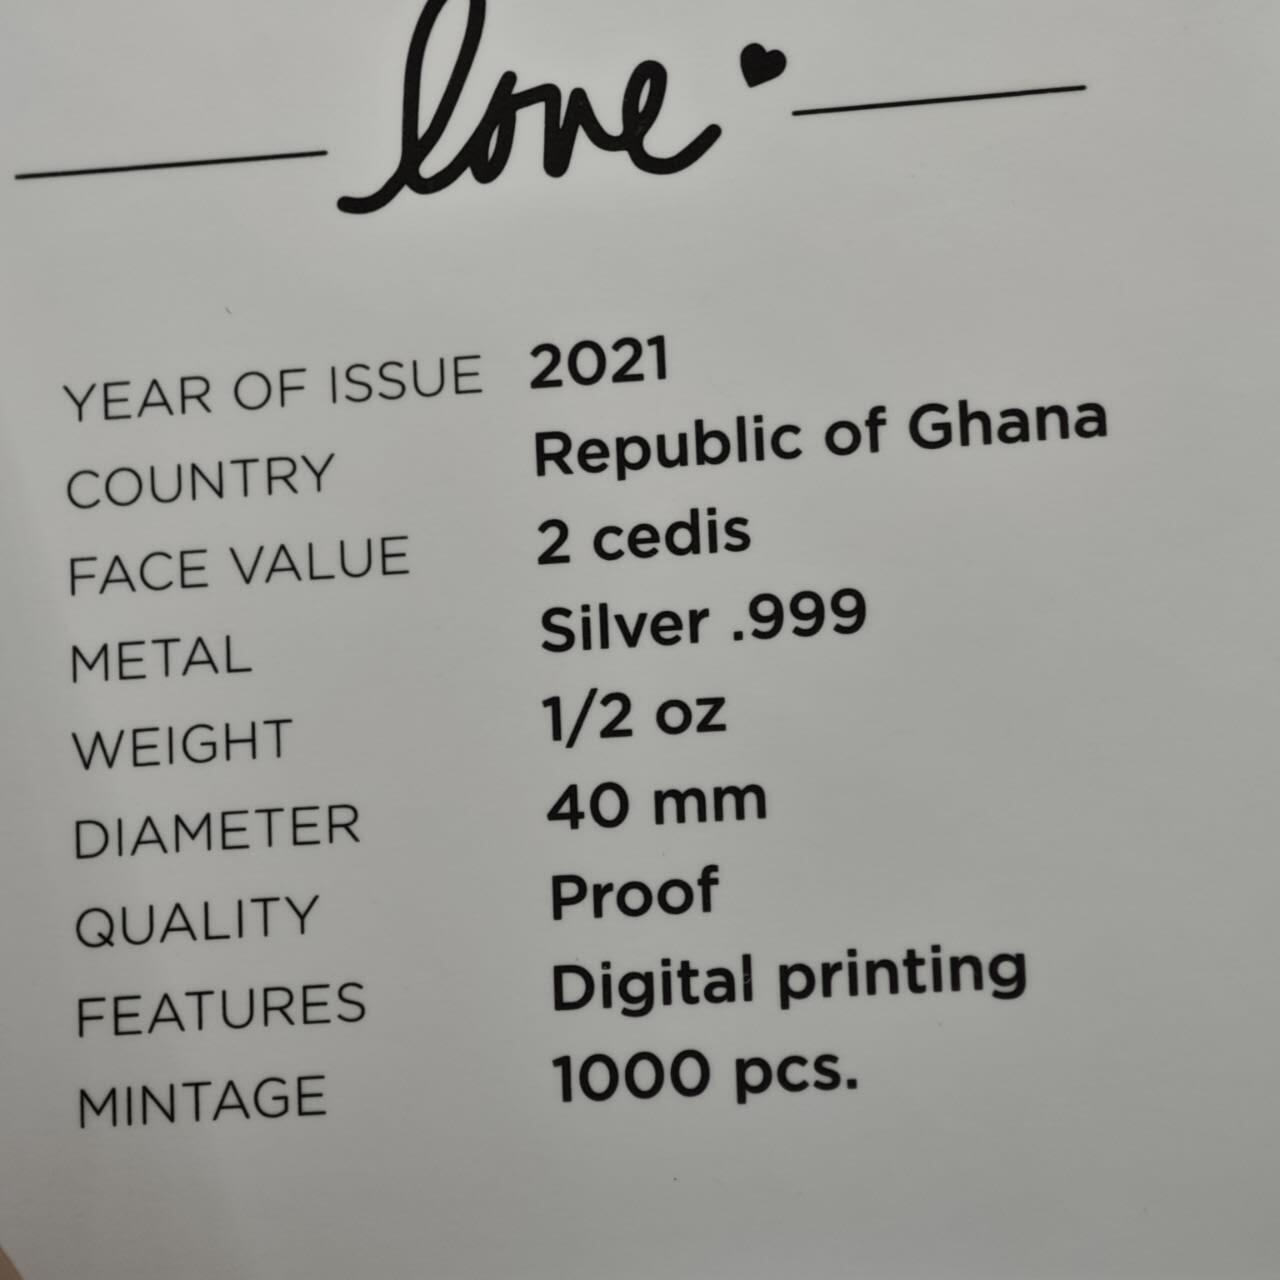 love
YEAR OF ISSUE 2021
COUNTRY Republic of Ghana
FACE VALUE 2 cedis
METAL Silver .999
WEIGHT 1/2 oz
DIAMETER 40 mm
QUALITY Proof
FEATURES Digital printing
MINTAGE 1000 pcs.